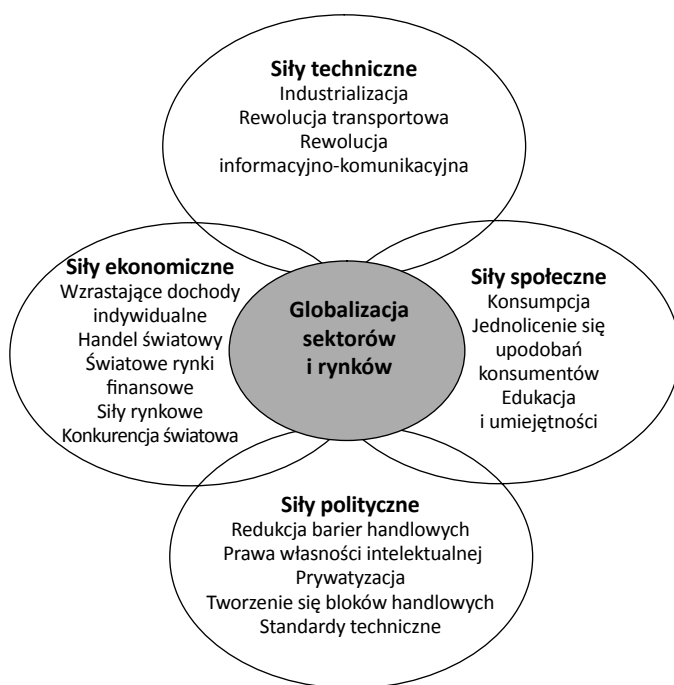 Siły techniczne
Industrializacja
Rewolucja transportowa
Rewolucja
informacyjno-komunikacyjna
Siły ekonomiczne
Wzrastające dochody
indywidualne
Handel światowy
Światowe rynki
finansowe
Siły rynkowe
Konkurencja światowa
Globalizacja
sektorów
i rynków
Siły społeczne
Konsumpcja
Jednolicenie się
upodobań
konsumentów
Edukacja
i umiejętności
Siły polityczne
Redukcja barier handlowych
Prawa własności intelektualnej
Prywatyzacja
Tworzenie się bloków handlowych
Standardy techniczne